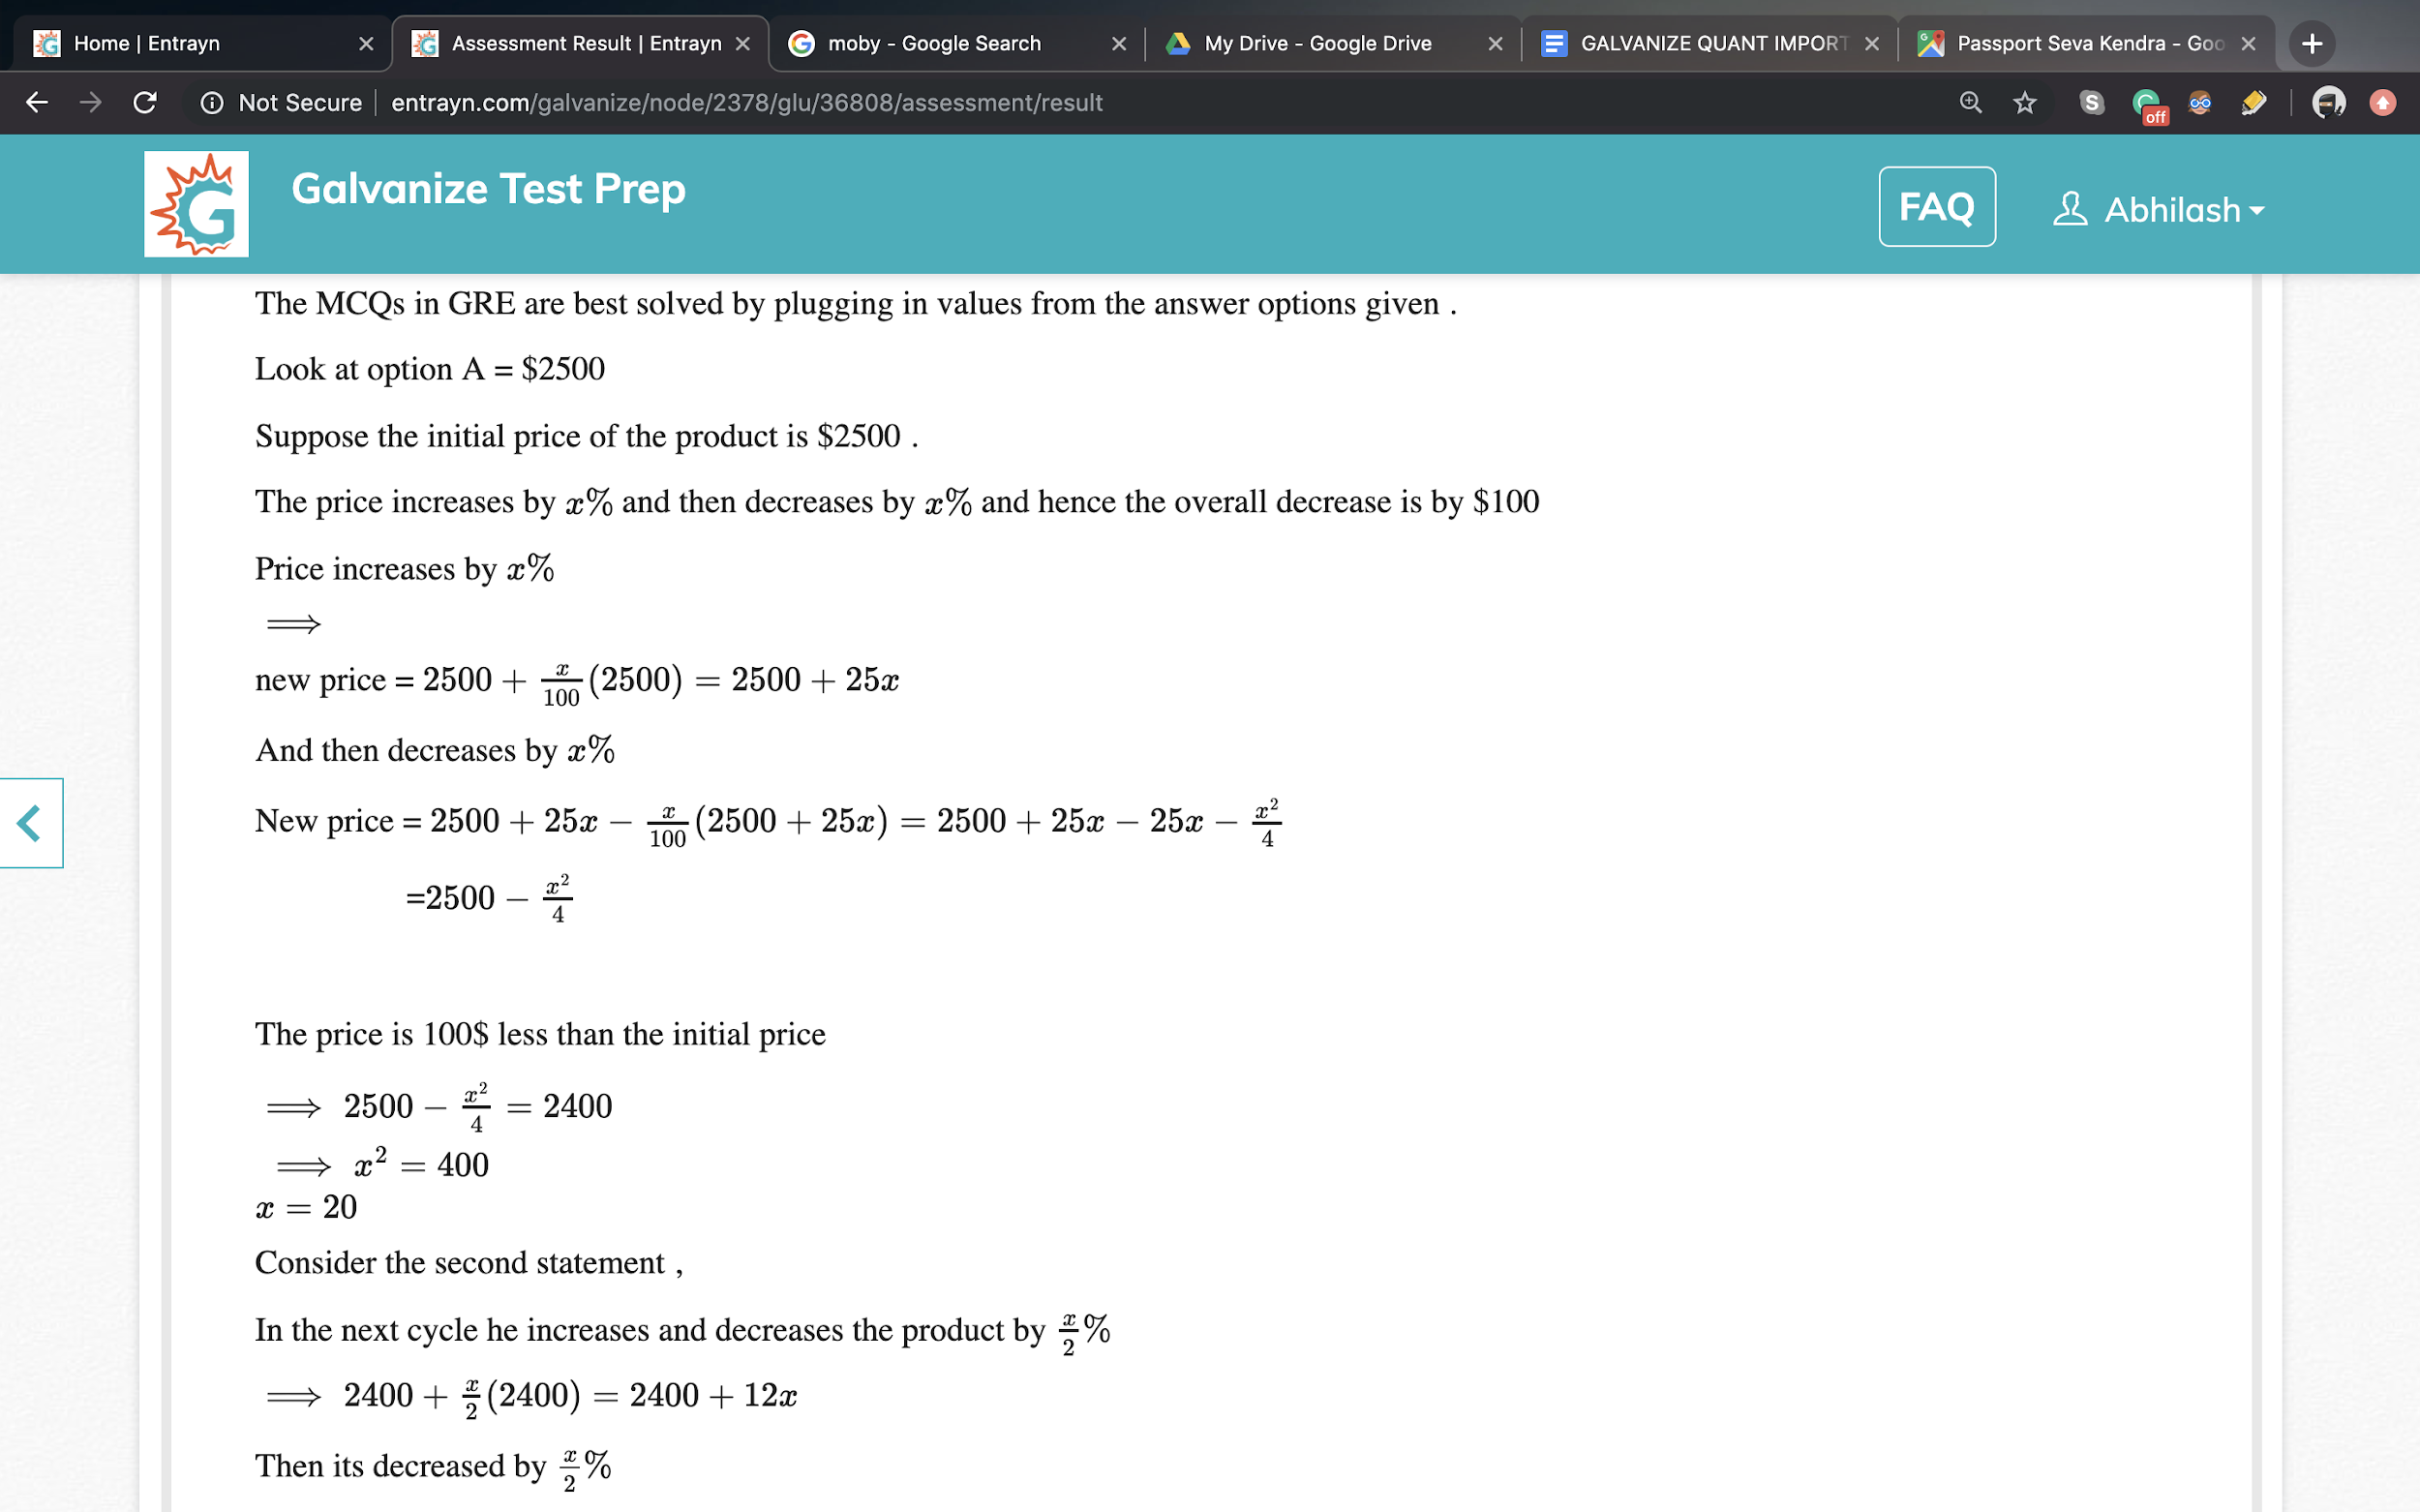 Home | Entrayn
Assessment Result | Entrayn
moby - Google Search
My Drive - Google Drive
GALVANIZE QUANT IMPORT
Passport Seva Kendra - Goo
Not Secure | entrayn.com/galvanize/node/2378/glu/36808/assessment/result
off
G
Galvanize Test Prep
FAQ
Abhilash
The MCQs in GRE are best solved by plugging in values from the answer options given .
Look at option A = $2500
Suppose the initial price of the product is $2500 .
The price increases by x% and then decreases by x% and hence the overall decrease is by $100
Price increases by x%
⟹
new price = 2500 + x/100 (2500) = 2500 + 25x
And then decreases by x%
New price = 2500 + 25x − x/100 (2500 + 25x) = 2500 + 25x − 25x − x²/4
=2500 − x²/4
The price is 100$ less than the initial price
⟹ 2500 − x²/4 = 2400
⟹ x² = 400
x = 20
Consider the second statement ,
In the next cycle he increases and decreases the product by x/2 %
⟹ 2400 + x/2 (2400) = 2400 + 12x
Then its decreased by x/2 %